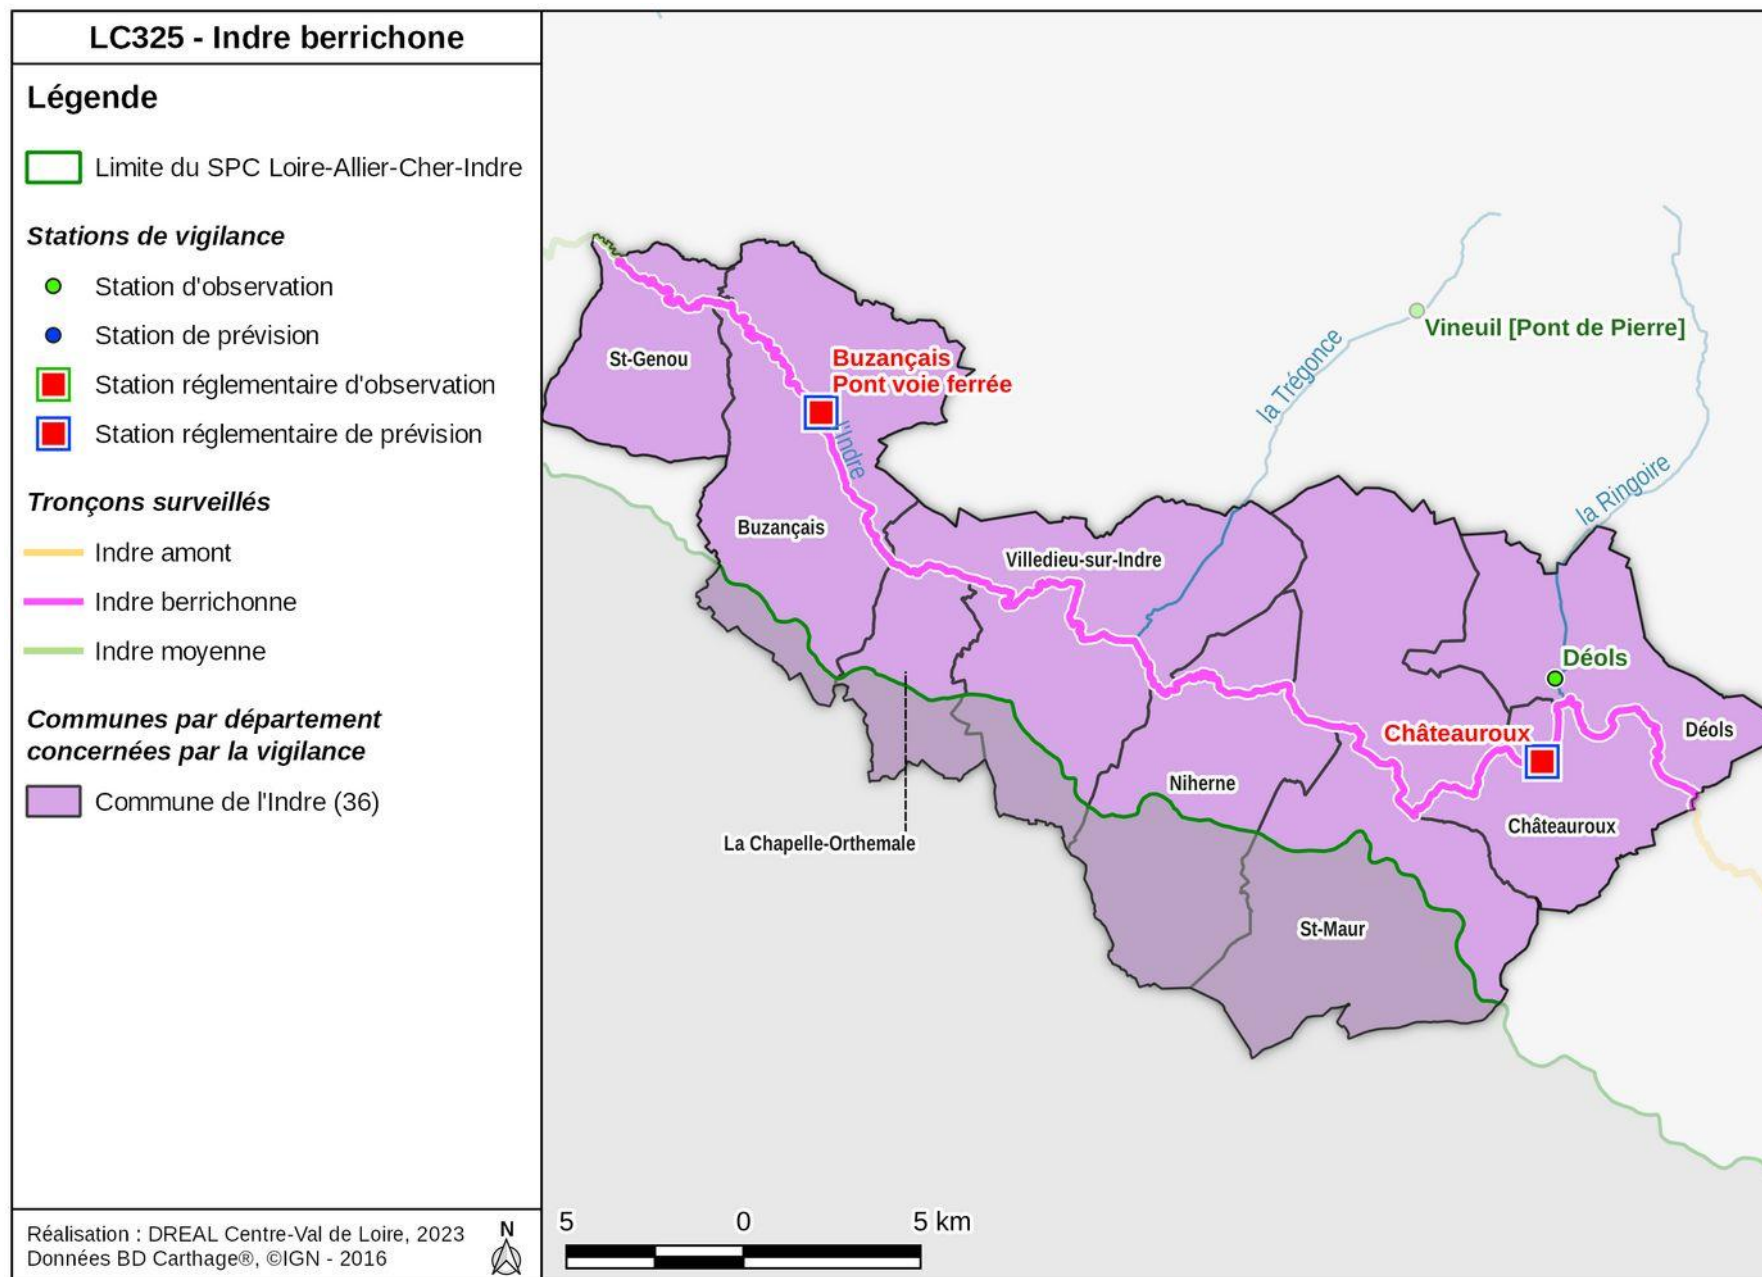 LC325 - Indre berrichone
Légende
Limite du SPC Loire-Allier-Cher-Indre
Stations de vigilance
Station d'observation
Station de prévision
Station réglementaire d'observation
Station réglementaire de prévision
Tronçons surveillés
Indre amont
Indre berrichonne
Indre moyenne
Communes par département
concernées par la vigilance
Commune de l'Indre (36)
Réalisation : DREAL Centre-Val de Loire, 2023
Données BD Carthage®, ©IGN - 2016
N
St-Genou
Buzançais
Pont voie ferrée
l'Indre
Buzançais
Villedieu-sur-Indre
la Trégonce
Vineuil [Pont de Pierre]
la Ringoire
Déols
Déols
Châteauroux
Châteauroux
Niherne
La Chapelle-Orthemale
St-Maur
5 0 5 km